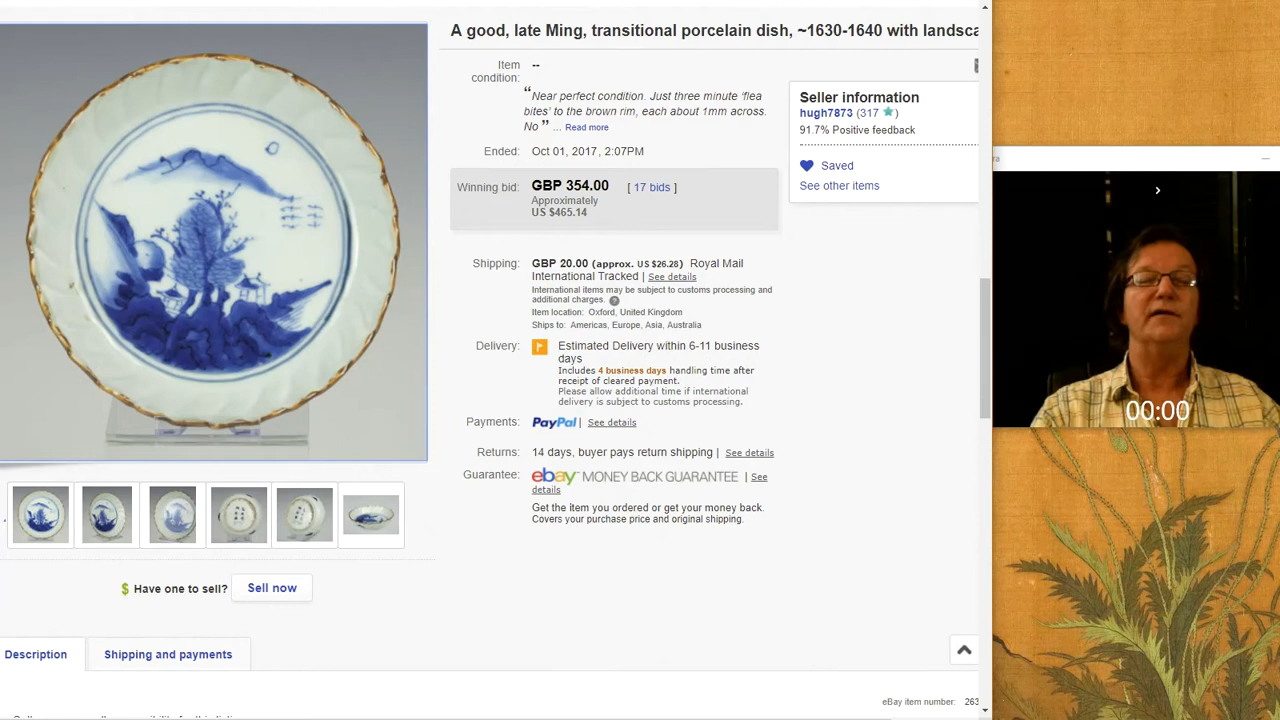 A good, late Ming, transitional porcelain dish, ~1630-1640 with landsca
Item condition: --
“Near perfect condition. Just three minute ‘flea
bites’ to the brown rim, each about 1mm across.
No ” ... Read more
Ended: Oct 01, 2017, 2:07PM
Winning bid: GBP 354.00 [ 17 bids ]
Approximately
US $465.14
Shipping: GBP 20.00 (approx. US $26.28) Royal Mail
International Tracked | See details
International items may be subject to customs processing and
additional charges. ?
Item location: Oxford, United Kingdom
Ships to: Americas, Europe, Asia, Australia
Delivery: Estimated Delivery within 6-11 business
days
Includes 4 business days handling time after
receipt of cleared payment.
Please allow additional time if international
delivery is subject to customs processing.
Payments: PayPal | See details
Returns: 14 days, buyer pays return shipping | See details
Guarantee: ebay MONEY BACK GUARANTEE | See
details
Get the item you ordered or get your money back.
Covers your purchase price and original shipping.
Seller information
hugh7873 (317 )
91.7% Positive feedback
Saved
See other items
ra
00:00
$ Have one to sell? Sell now
Description
Shipping and payments
eBay item number: 263